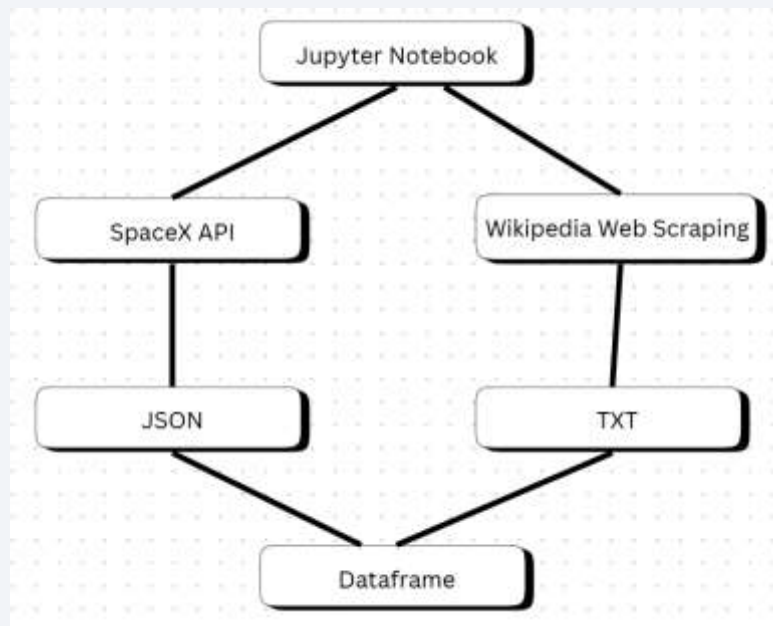 Jupyter Notebook
SpaceX API
Wikipedia Web Scraping
JSON
TXT
Dataframe